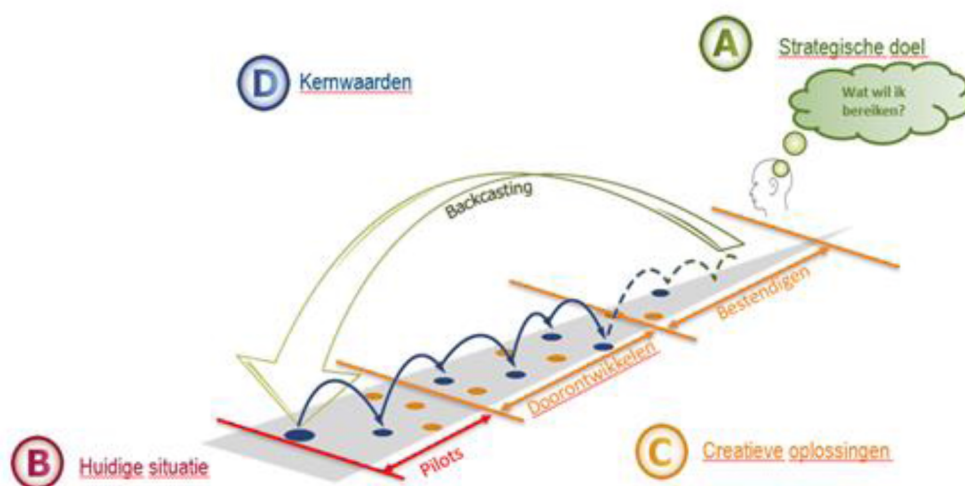 A
Strategische doel
D
Kernwaarden
Wat wil ik
bereiken?
Backcasting
Bestendigen
Doorontwikkelen
Pilots
B
Huidige situatie
C
Creatieve oplossingen